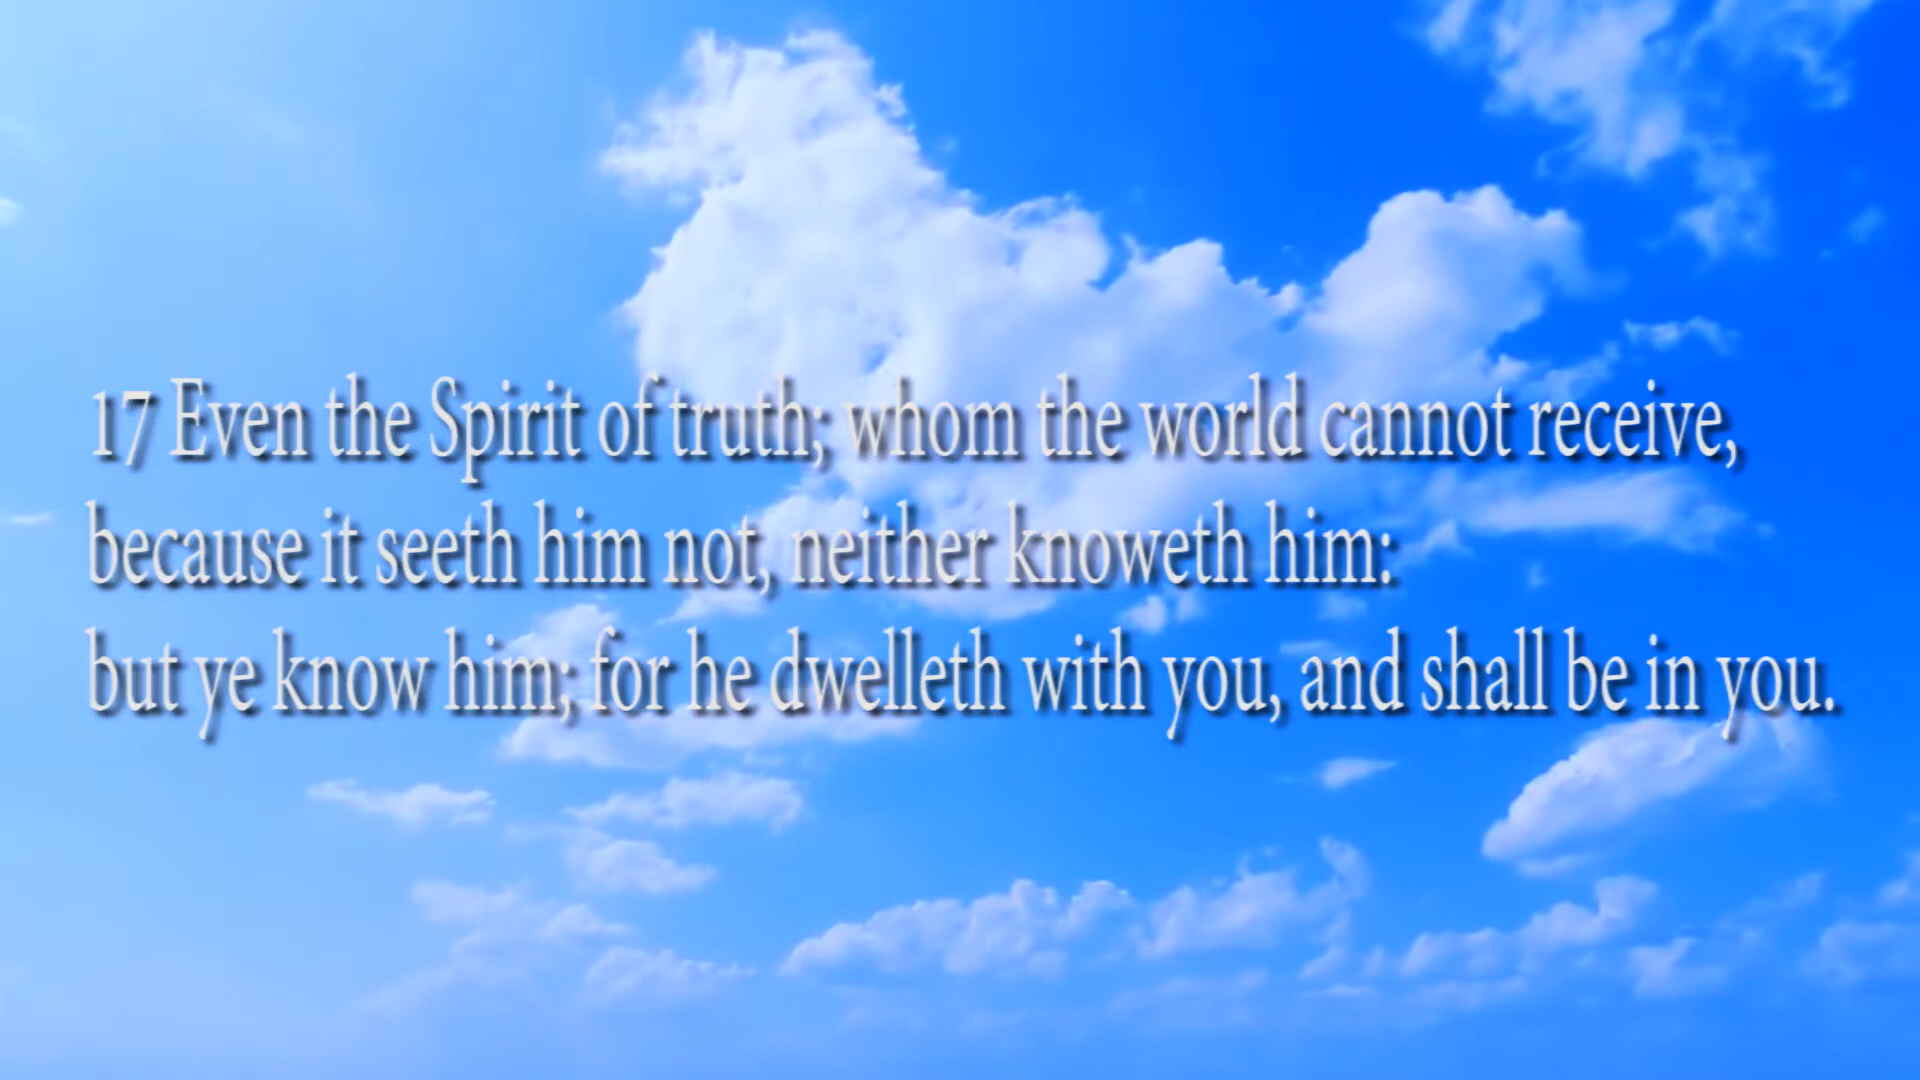 17 Even the Spirit of truth; whom the world cannot receive,
because it seeth him not, neither knoweth him:
but ye know him; for he dwelleth with you, and shall be in you.